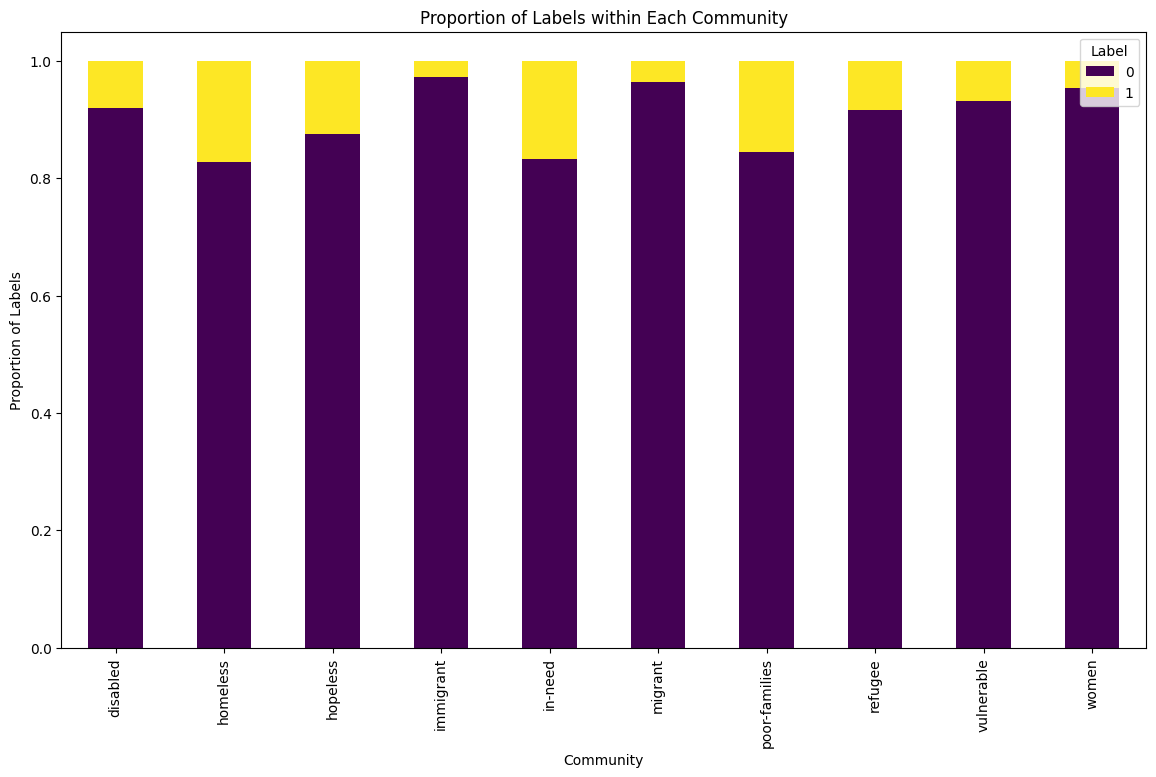 Proportion of Labels within Each Community
Label
0
1
Proportion of Labels
1.0
0.8
0.6
0.4
0.2
0.0
disabled
homeless
hopeless
immigrant
in-need
migrant
poor-families
refugee
vulnerable
women
Community